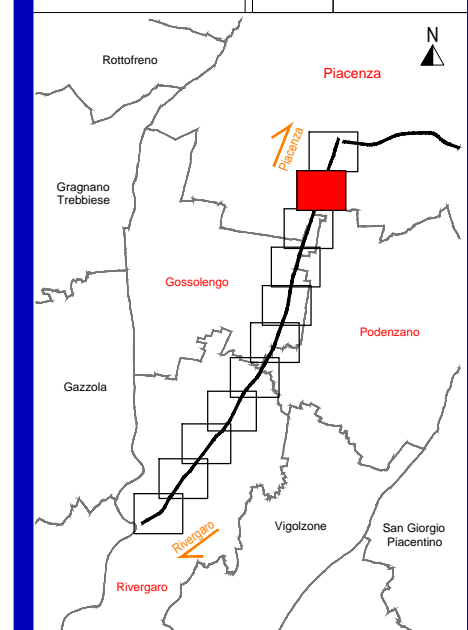 Rottofreno
N
Piacenza
Piacenza
Gragnano
Trebbiese
Gossolengo
Podenzano
Gazzola
Rivergaro
Vigolzone
San Giorgio
Piacentino
Rivergaro